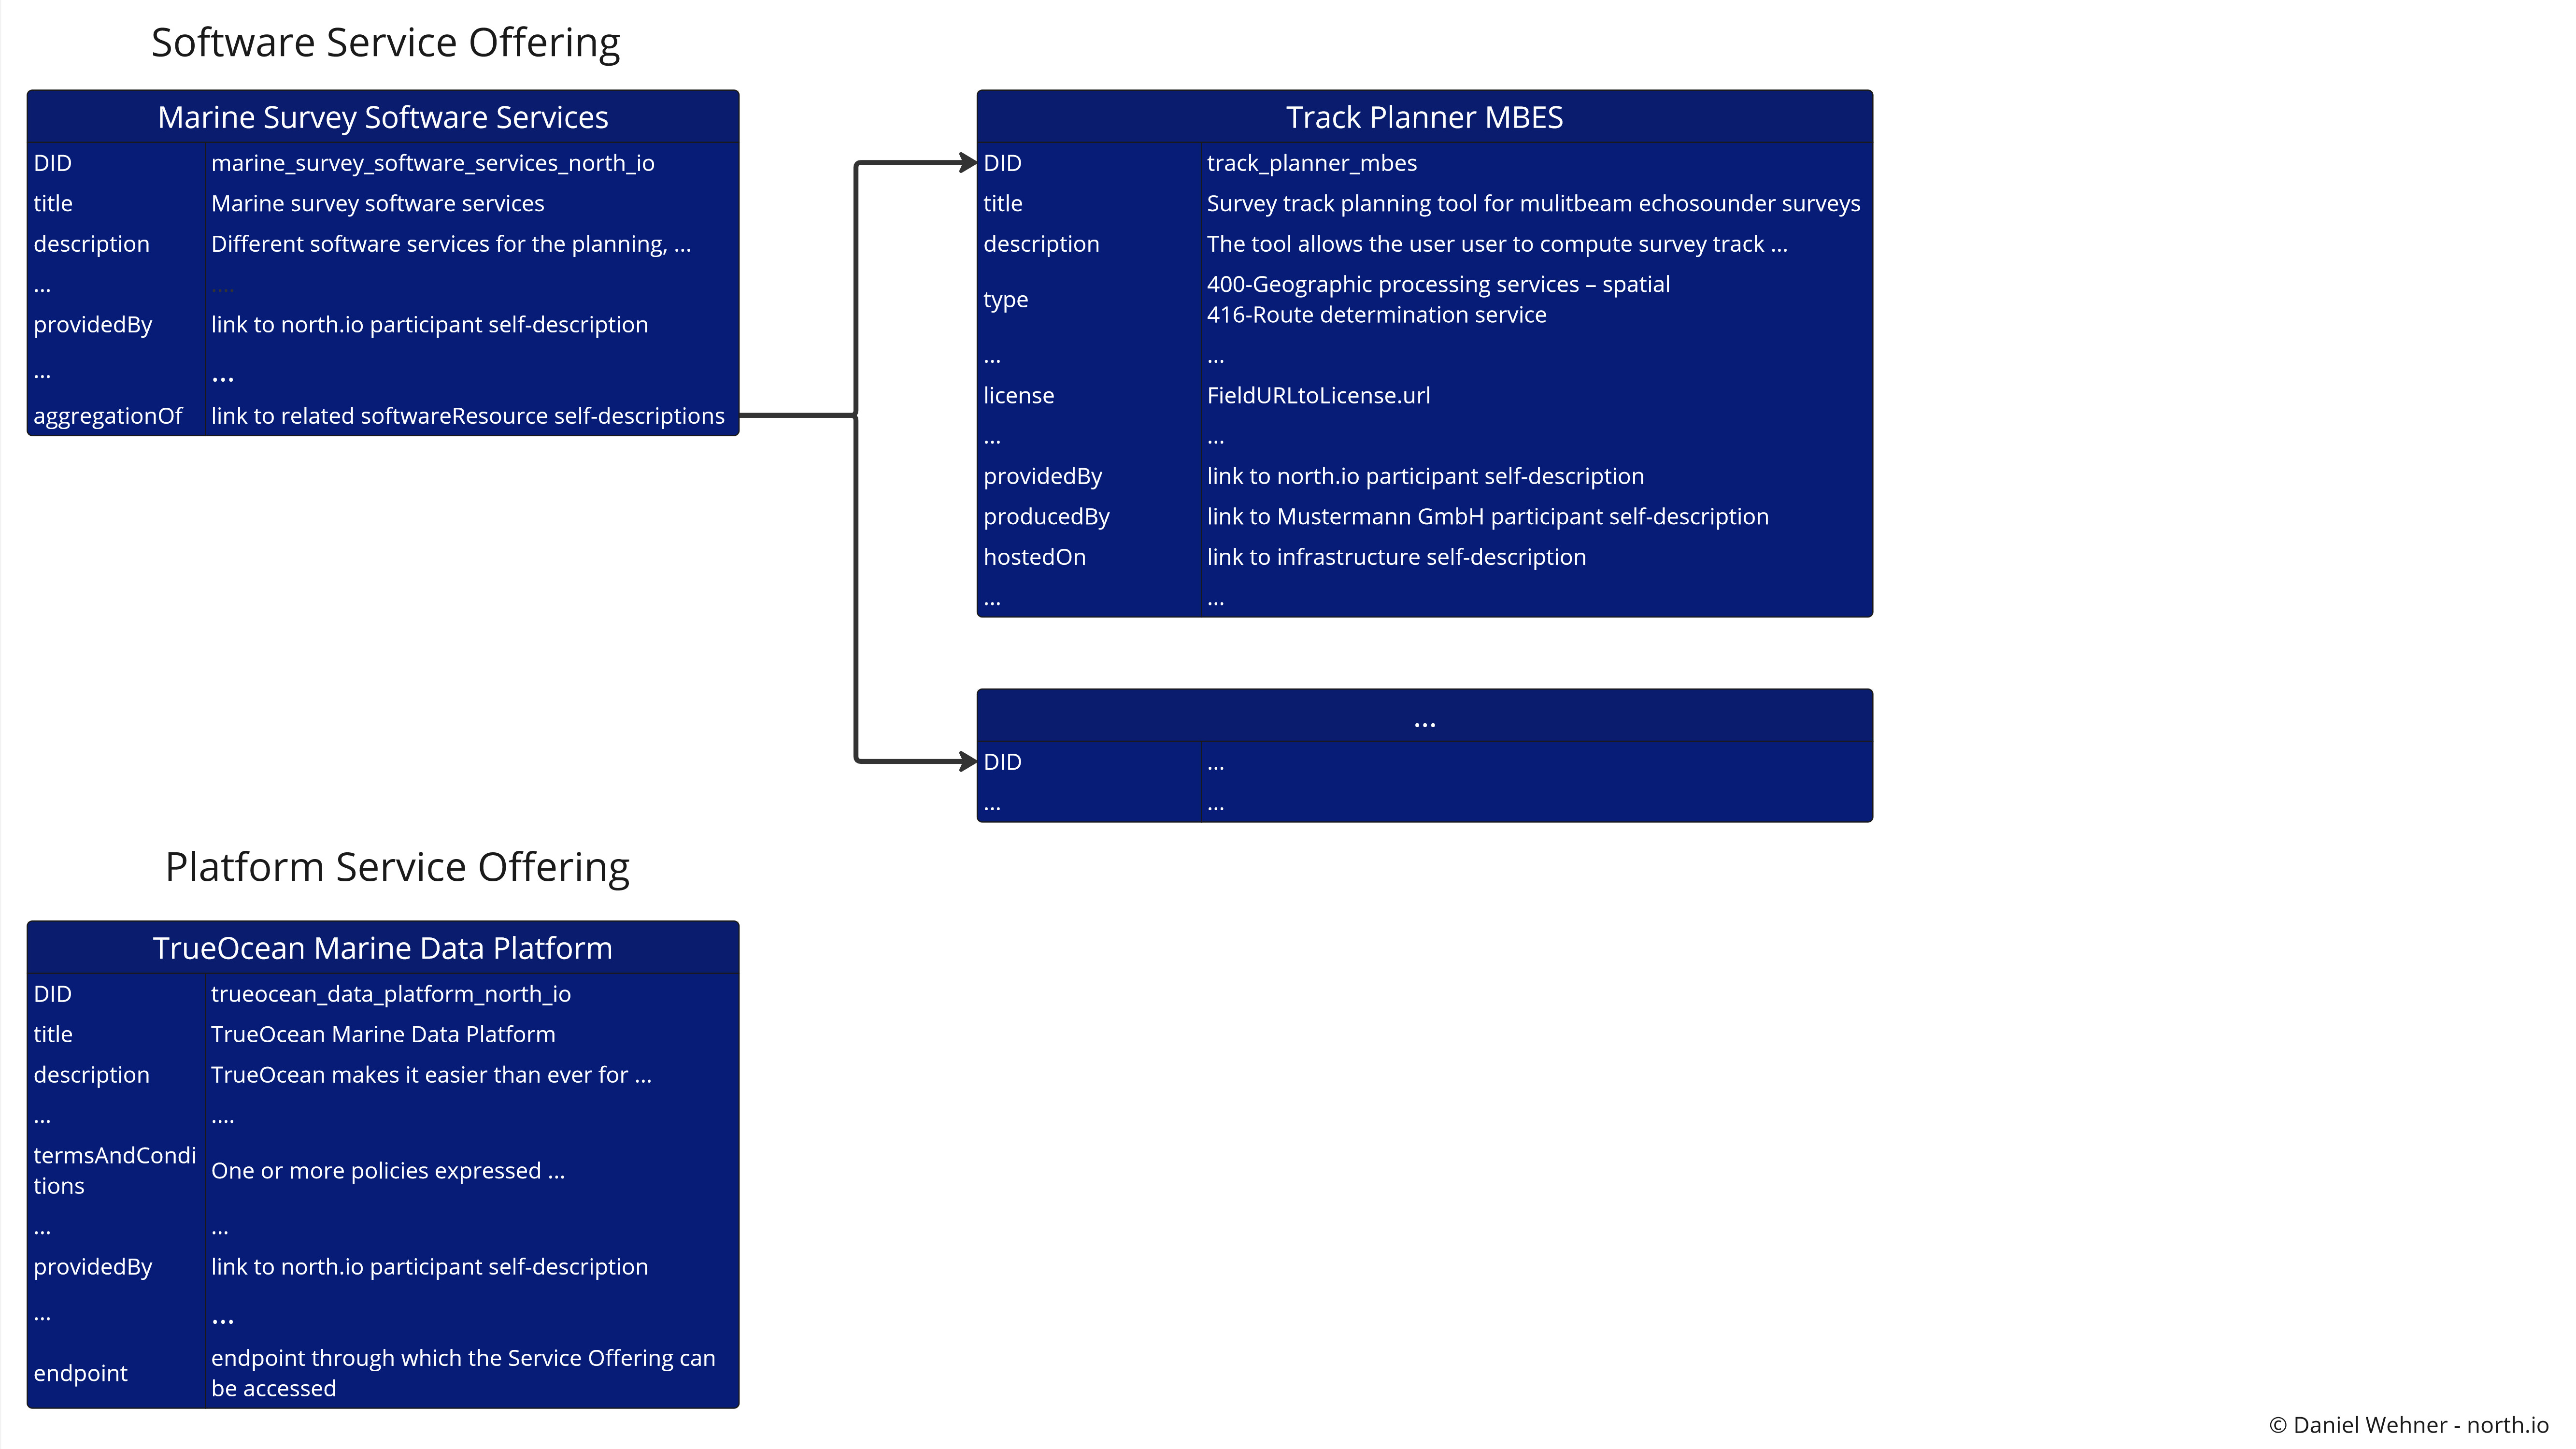 Software Service Offering
Marine Survey Software Services
DID marine_survey_software_services_north_io
title Marine survey software services
description Different software services for the planning, ...
... ....
providedBy link to north.io participant self-description
... ...
aggregationOf link to related softwareResource self-descriptions
Track Planner MBES
DID track_planner_mbes
title Survey track planning tool for mulitbeam echosounder surveys
description The tool allows the user user to compute survey track ...
type 400-Geographic processing services – spatial
416-Route determination service
... ...
license FieldURLtoLicense.url
... ...
providedBy link to north.io participant self-description
producedBy link to Mustermann GmbH participant self-description
hostedOn link to infrastructure self-description
... ...
...
DID ...
... ...
Platform Service Offering
TrueOcean Marine Data Platform
DID trueocean_data_platform_north_io
title TrueOcean Marine Data Platform
description TrueOcean makes it easier than ever for ...
... ....
termsAndCondi
tions One or more policies expressed ...
... ...
providedBy link to north.io participant self-description
... ...
endpoint endpoint through which the Service Offering can
be accessed
© Daniel Wehner - north.io